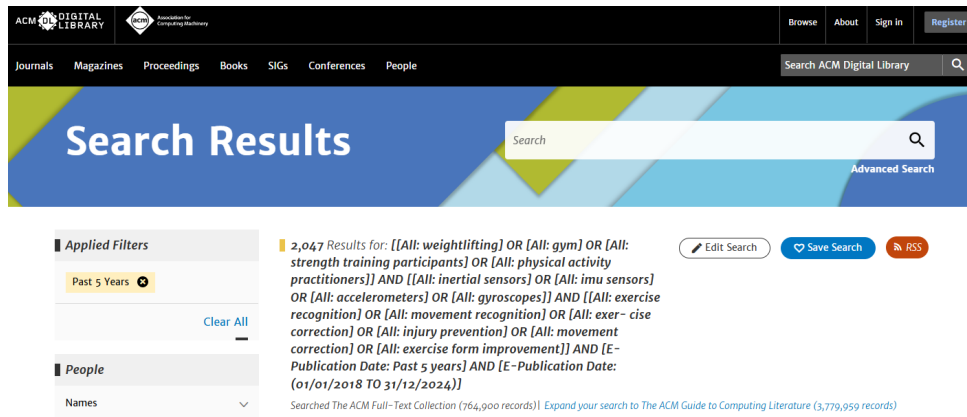 ACM DL DIGITAL LIBRARY acm Association for Computing Machinery Browse About Sign in Register
Journals Magazines Proceedings Books SIGs Conferences People Search ACM Digital Library
Search Results Search
Advanced Search
Applied Filters
Past 5 Years
Clear All
People
Names
2,047 Results for: [[All: weightlifting] OR [All: gym] OR [All:
strength training participants] OR [All: physical activity
practitioners]] AND [[All: inertial sensors] OR [All: imu sensors]
OR [All: accelerometers] OR [All: gyroscopes]] AND [[All: exercise
recognition] OR [All: movement recognition] OR [All: exer- cise
correction] OR [All: injury prevention] OR [All: movement
correction] OR [All: exercise form improvement]] AND [E-
Publication Date: Past 5 years] AND [E-Publication Date:
(01/01/2018 TO 31/12/2024)]
Edit Search Save Search RSS
Searched The ACM Full-Text Collection (764,900 records)| Expand your search to The ACM Guide to Computing Literature (3,779,959 records)